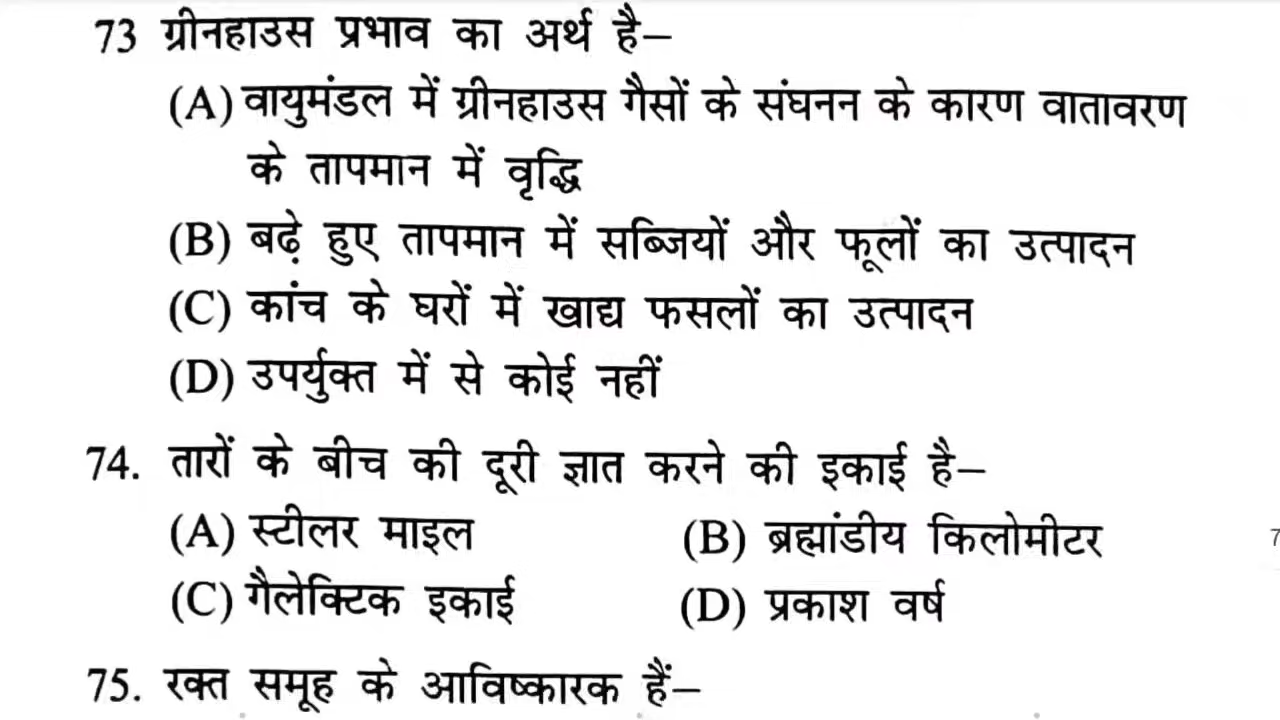 73 ग्रीनहाउस प्रभाव का अर्थ है–
(A) वायुमंडल में ग्रीनहाउस गैसों के संघनन के कारण वातावरण
के तापमान में वृद्धि
(B) बढ़े हुए तापमान में सब्जियों और फूलों का उत्पादन
(C) कांच के घरों में खाद्य फसलों का उत्पादन
(D) उपर्युक्त में से कोई नहीं
74. तारों के बीच की दूरी ज्ञात करने की इकाई है–
(A) स्टीलर माइल (B) ब्रह्मांडीय किलोमीटर
7
(C) गैलेक्टिक इकाई (D) प्रकाश वर्ष
75. रक्त समूह के आविष्कारक हैं–